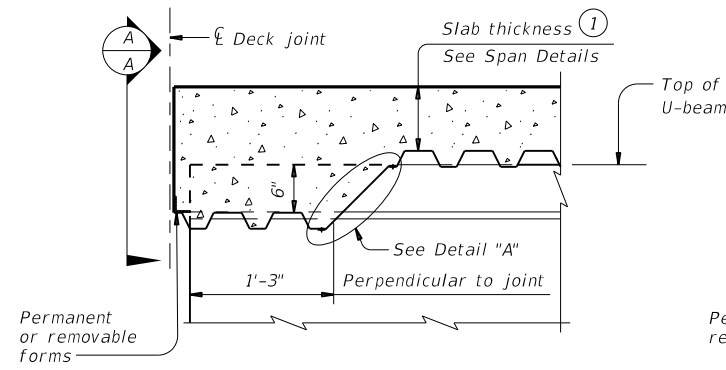 A
A
℄ Deck joint
Slab thickness 1
See Span Details
Top of
U-beam
6"
See Detail "A"
1'-3"
Perpendicular to joint
Permanent
or removable
forms
Pe
re